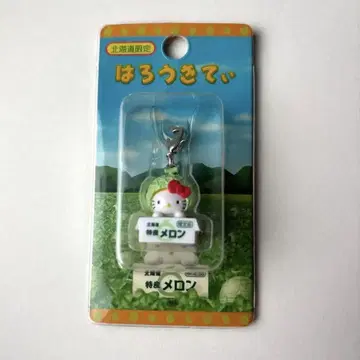 北海道限定
はろうきてぃ
北海道
特産 メロン
北海道
特産 メロン